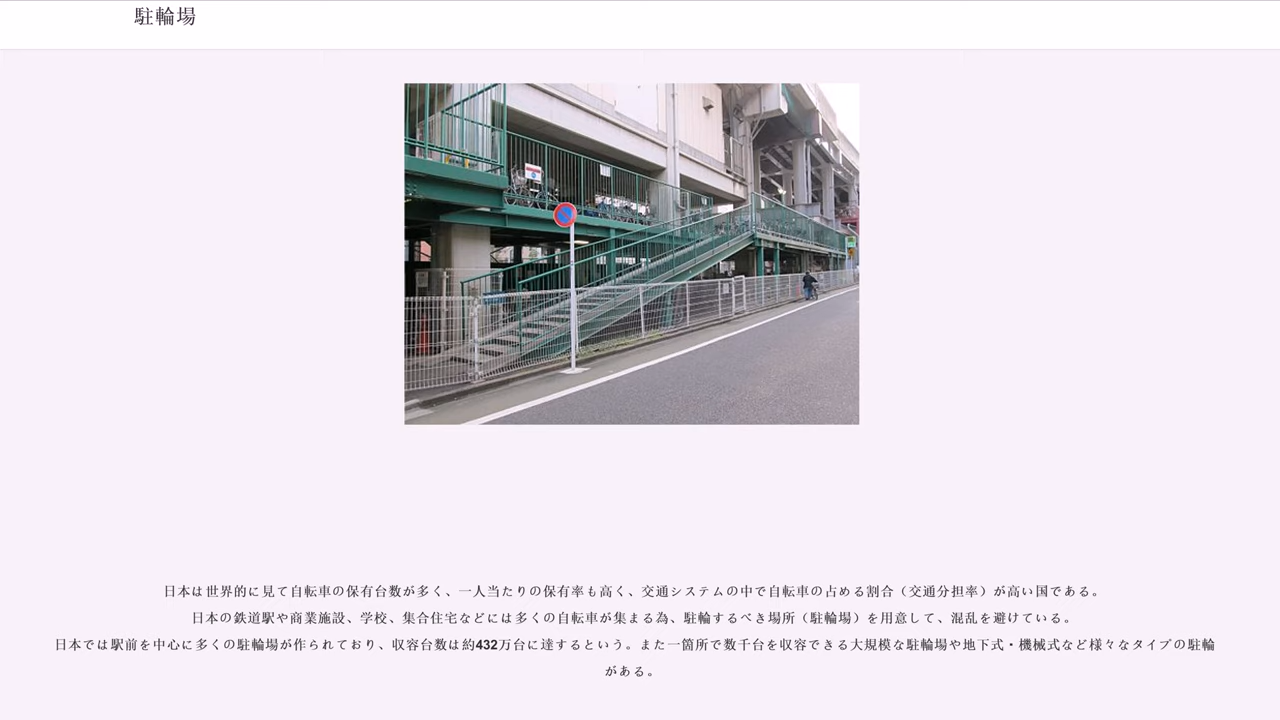 駐輪場
日本は世界的に見て自転車の保有台数が多く、一人当たりの保有率も高く、交通システムの中で自転車の占める割合（交通分担率）が高い国である。
日本の鉄道駅や商業施設、学校、集合住宅などには多くの自転車が集まる為、駐輪するべき場所（駐輪場）を用意して、混乱を避けている。
日本では駅前を中心に多くの駐輪場が作られており、収容台数は約432万台に達するという。また一箇所で数千台を収容できる大規模な駐輪場や地下式・機械式など様々なタイプの駐輪
がある。